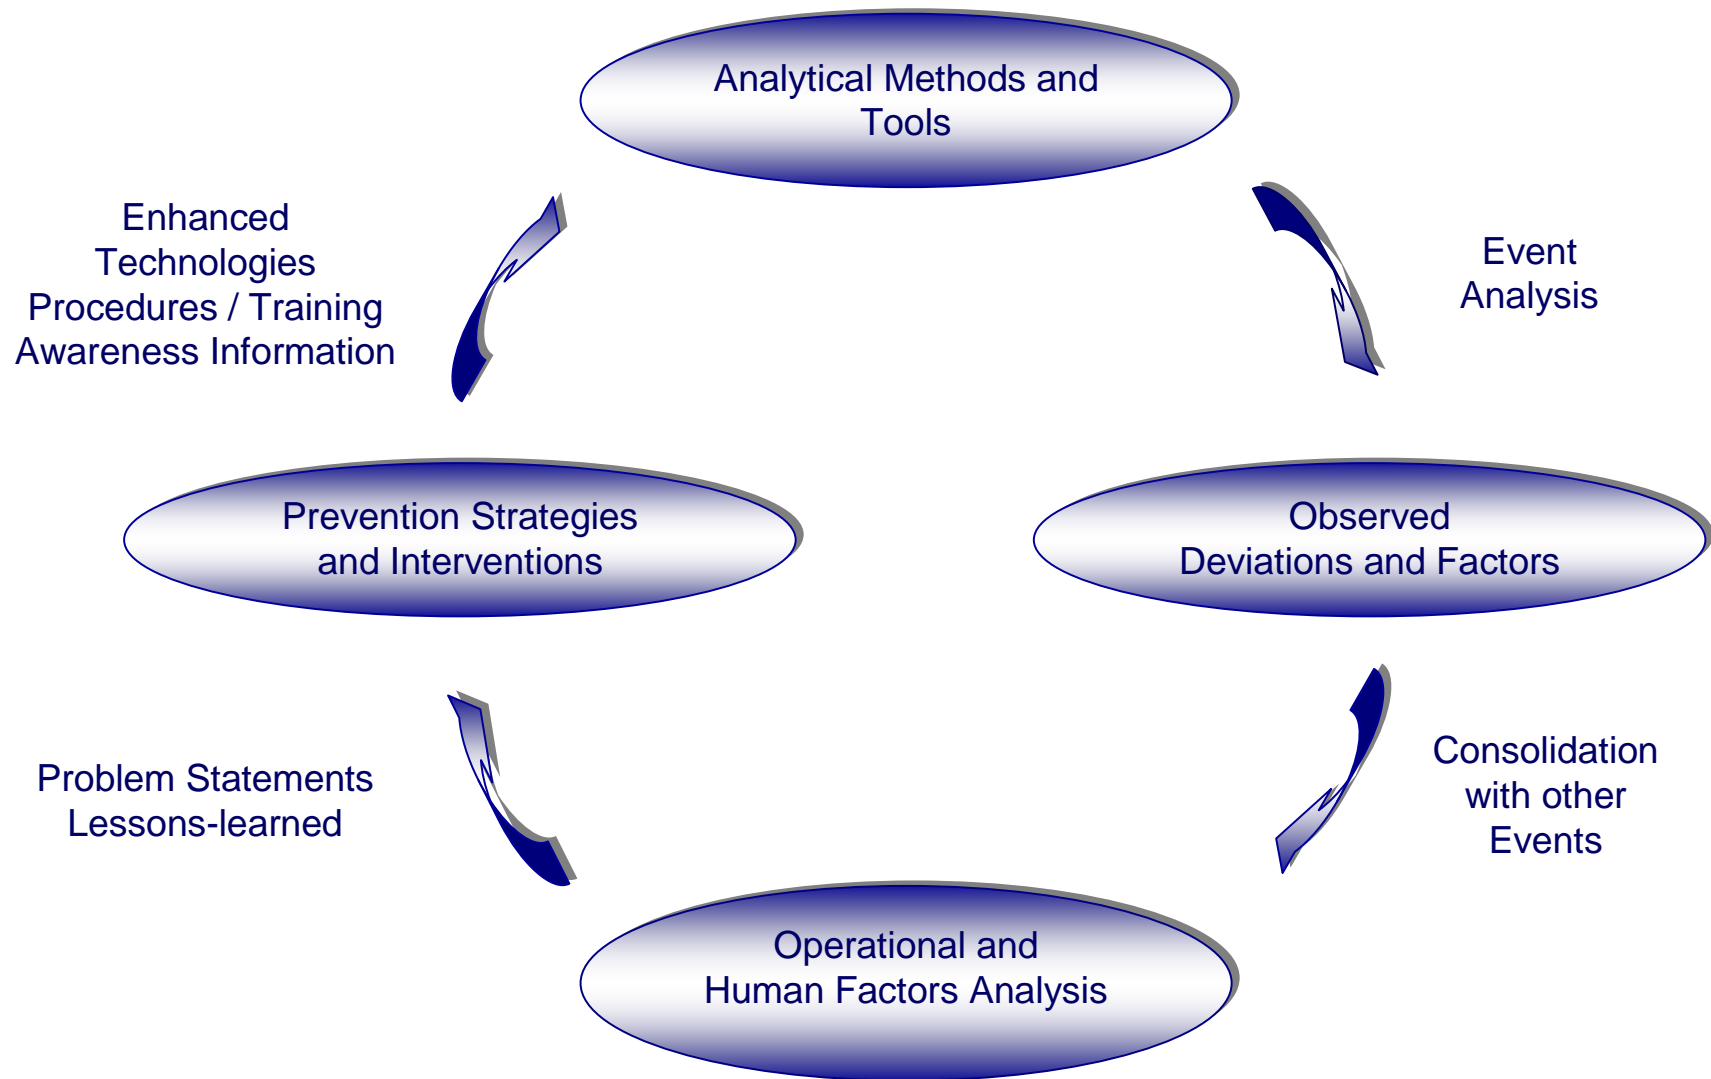 Analytical Methods and
Tools
Enhanced
Technologies
Procedures / Training
Awareness Information
Event
Analysis
Prevention Strategies
and Interventions
Observed
Deviations and Factors
Problem Statements
Lessons-learned
Consolidation
with other
Events
Operational and
Human Factors Analysis